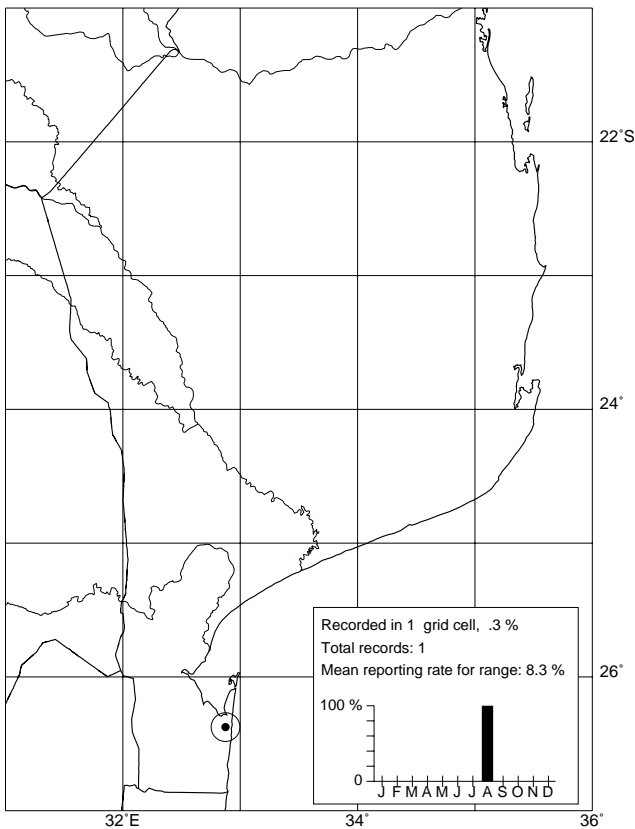 22°S
24°
Recorded in 1 grid cell, .3 %
Total records: 1
Mean reporting rate for range: 8.3 %
26°
100 %
0
J F M A M J J A S O N D
32°E
34°
36°